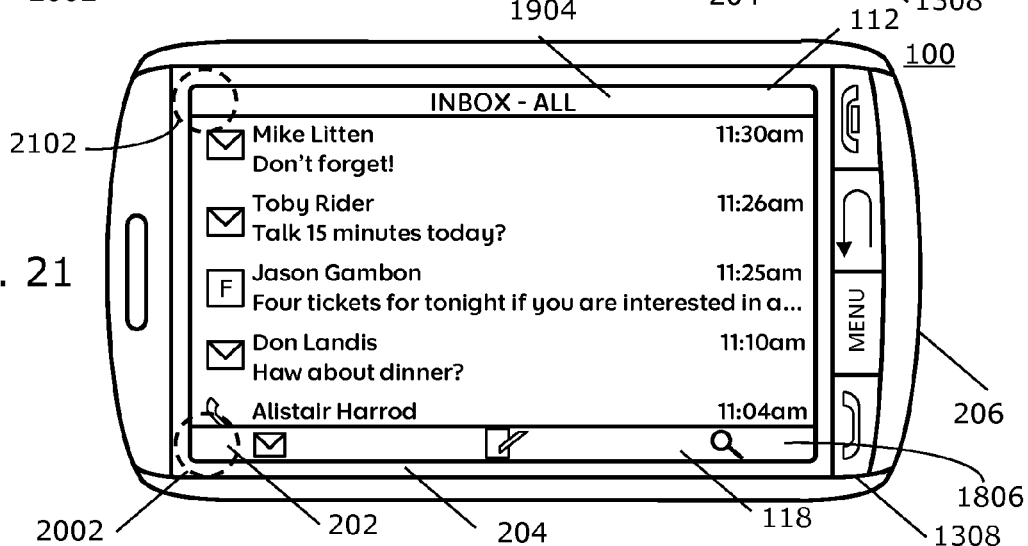 1904
112
1308
100
INBOX - ALL
2102
Mike Litten 11:30am
Don't forget!
Toby Rider 11:26am
Talk 15 minutes today?
. 21
F Jason Gambon 11:25am
Four tickets for tonight if you are interested in a...
MENU
Don Landis 11:10am
Haw about dinner?
Alistair Harrod 11:04am
206
1806
2002
202
204
118
1308